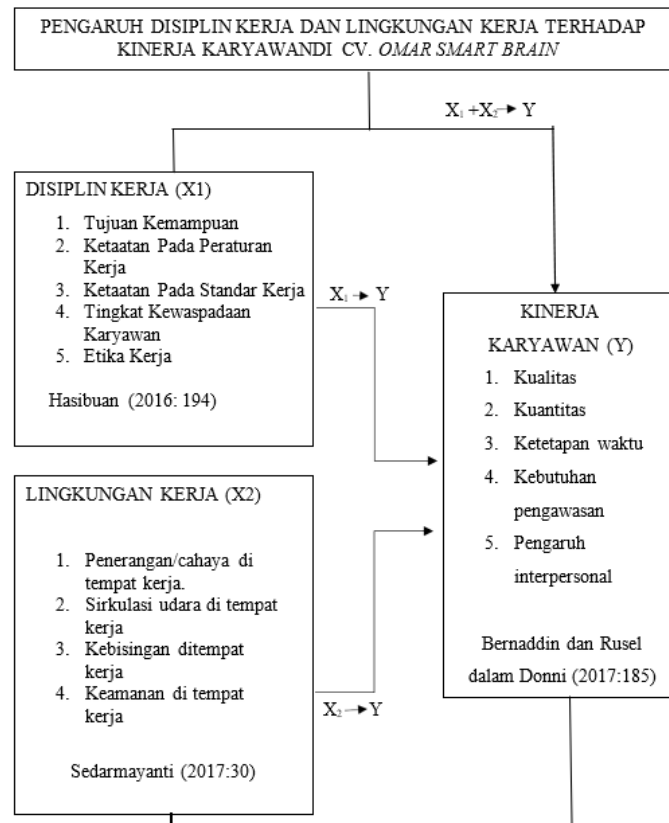 PENGARUH DISIPLIN KERJA DAN LINGKUNGAN KERJA TERHADAP
KINERJA KARYAWANDI CV. OMAR SMART BRAIN
X₁ +X₂→ Y
DISIPLIN KERJA (X1)
1. Tujuan Kemampuan
2. Ketaatan Pada Peraturan
Kerja
3. Ketaatan Pada Standar Kerja
4. Tingkat Kewaspadaan
Karyawan
5. Etika Kerja
Hasibuan (2016: 194)
X₁ → Y
LINGKUNGAN KERJA (X2)
1. Penerangan/cahaya di
tempat kerja.
2. Sirkulasi udara di tempat
kerja
3. Kebisingan ditempat
kerja
4. Keamanan di tempat
kerja
Sedarmayanti (2017:30)
X₂ → Y
KINERJA
KARYAWAN (Y)
1. Kualitas
2. Kuantitas
3. Ketetapan waktu
4. Kebutuhan
pengawasan
5. Pengaruh
interpersonal
Bernaddin dan Rusel
dalam Donni (2017:185)